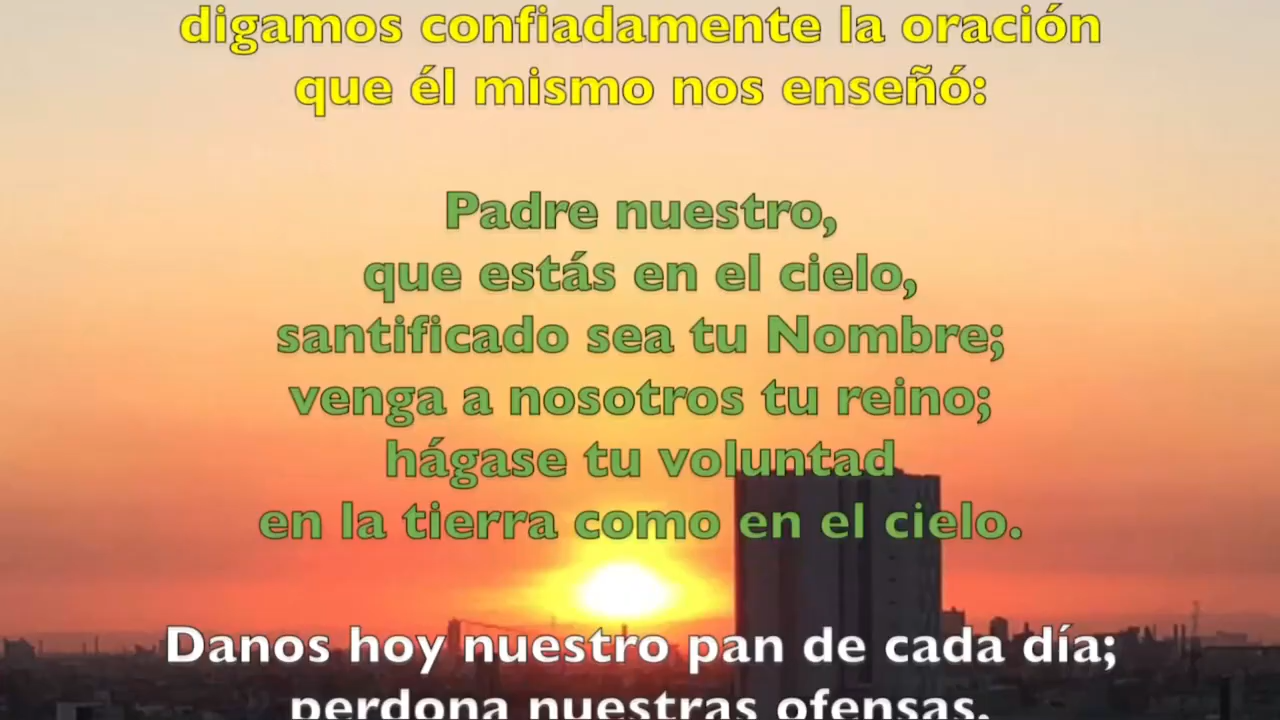 digamos confiadamente la oración
que él mismo nos enseñó:
Padre nuestro,
que estás en el cielo,
santificado sea tu Nombre;
venga a nosotros tu reino;
hágase tu voluntad
en la tierra como en el cielo.
Danos hoy nuestro pan de cada día;
perdona nuestras ofensas,